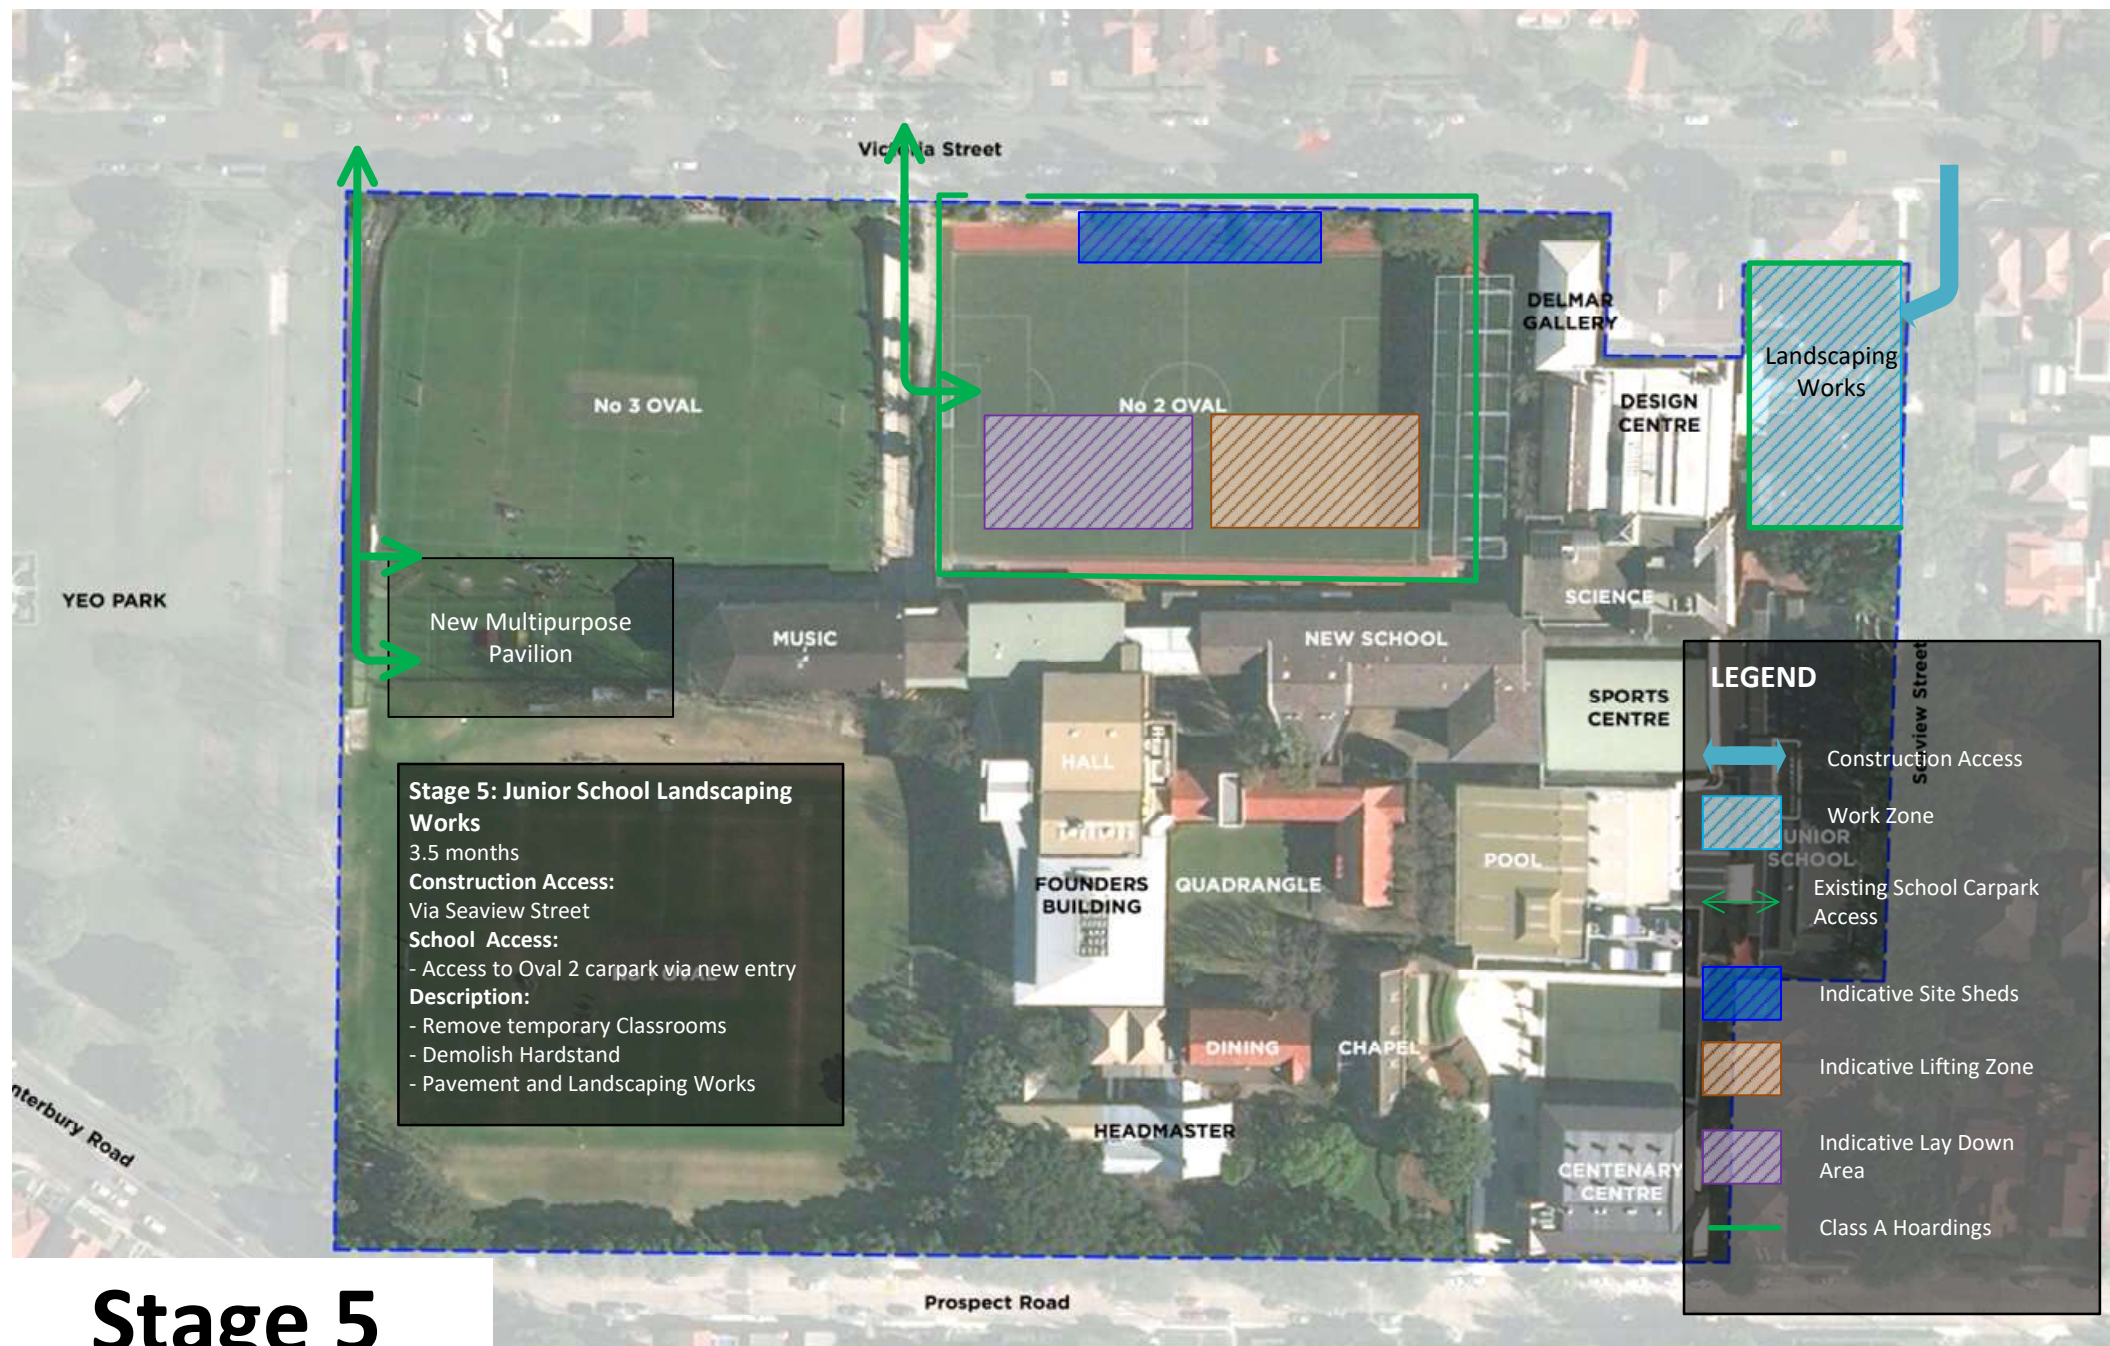 Victoria Street
DELMAR
GALLERY
Landscaping
Works
No 3 OVAL
No 2 OVAL
DESIGN
CENTRE
YEO PARK
New Multipurpose
Pavilion
MUSIC
NEW SCHOOL
SCIENCE
SPORTS
CENTRE
HALL
Stage 5: Junior School Landscaping
Works
3.5 months
Construction Access:
Via Seaview Street
School  Access:
- Access to Oval 2 carpark via new entry
Description:
- Remove temporary Classrooms
- Demolish Hardstand
- Pavement and Landscaping Works
No 1 OVAL
FOUNDERS
BUILDING
QUADRANGLE
POOL
DINING
CHAPEL
HEADMASTER
CENTENARY
CENTRE
LEGEND
Construction Access
Work Zone
Existing School Carpark
Access
Indicative Site Sheds
Indicative Lifting Zone
Indicative Lay Down
Area
Class A Hoardings
UNIOR
SCHOOL
Seaview Street
nterbury Road
Prospect Road
Stage 5